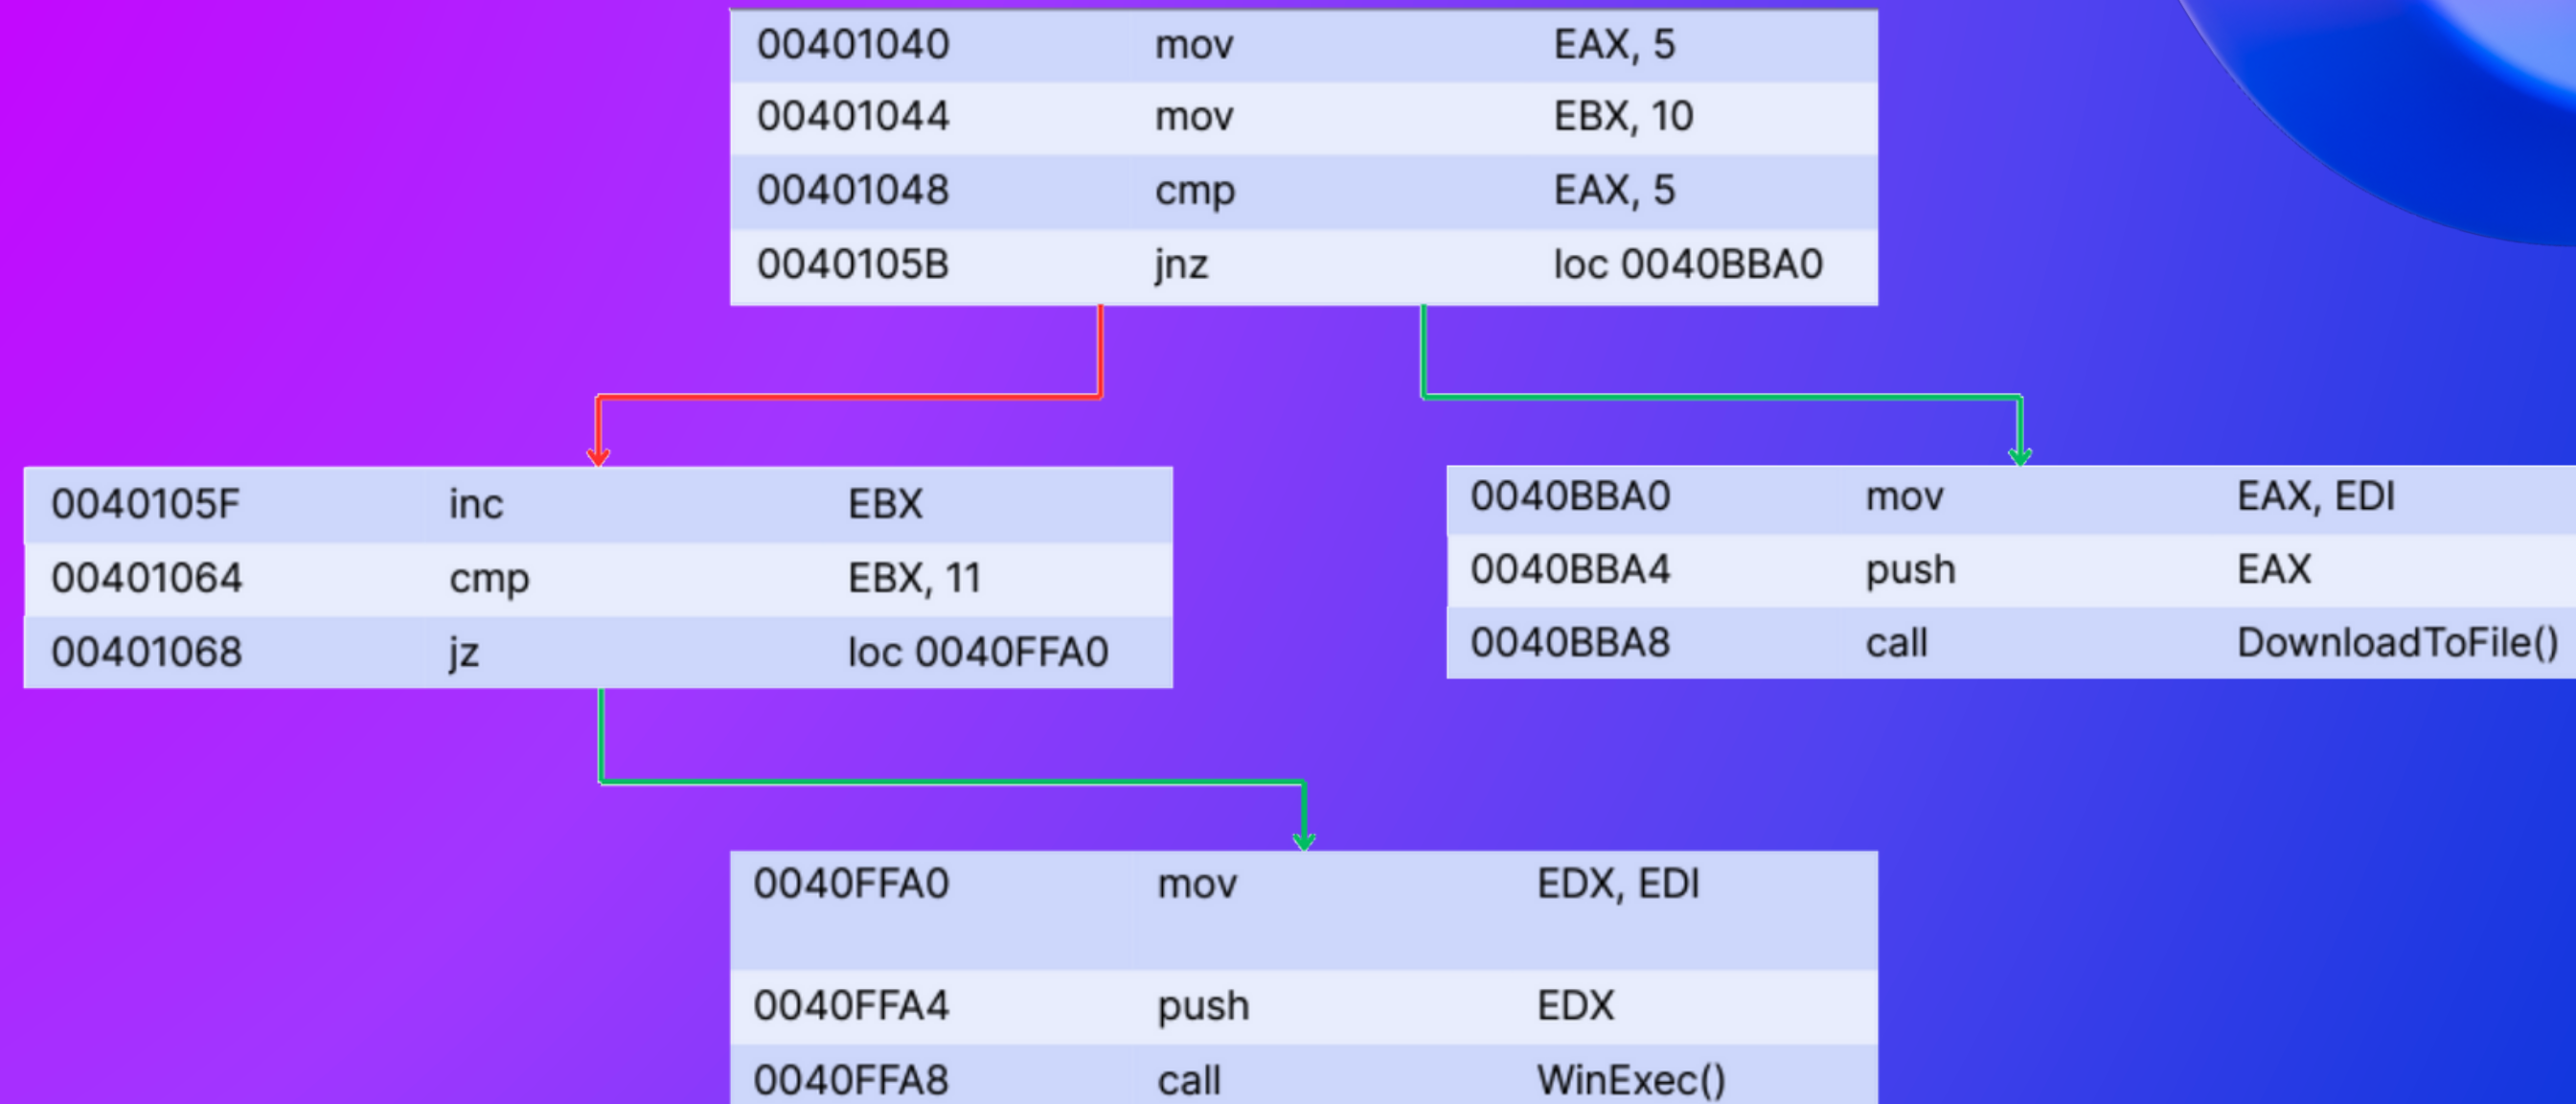 00401040 mov EAX, 5
00401044 mov EBX, 10
00401048 cmp EAX, 5
0040105B jnz loc 0040BBA0
0040105F inc EBX
00401064 cmp EBX, 11
00401068 jz loc 0040FFA0
0040BBA0 mov EAX, EDI
0040BBA4 push EAX
0040BBA8 call DownloadToFile()
0040FFA0 mov EDX, EDI
0040FFA4 push EDX
0040FFA8 call WinExec()